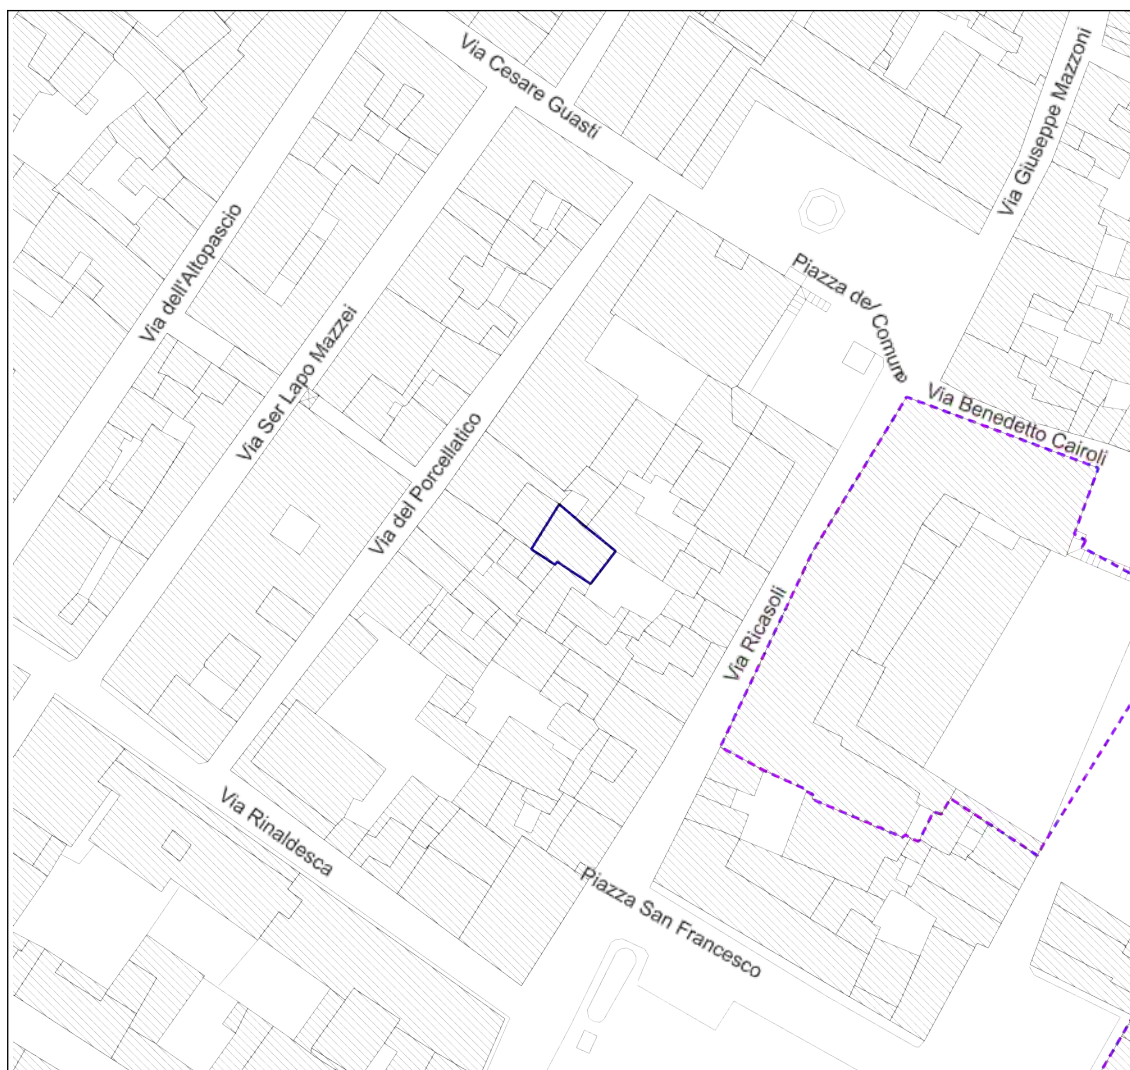 Via Cesare Guasti
Via Giuseppe Mazzoni
Via dell'Altopascio
Piazza del Comune
Via Ser Lapo Mazzei
Via Benedetto Cairoli
Via del Porcellatico
Via Ricasoli
Via Rinaldesca
Piazza San Francesco